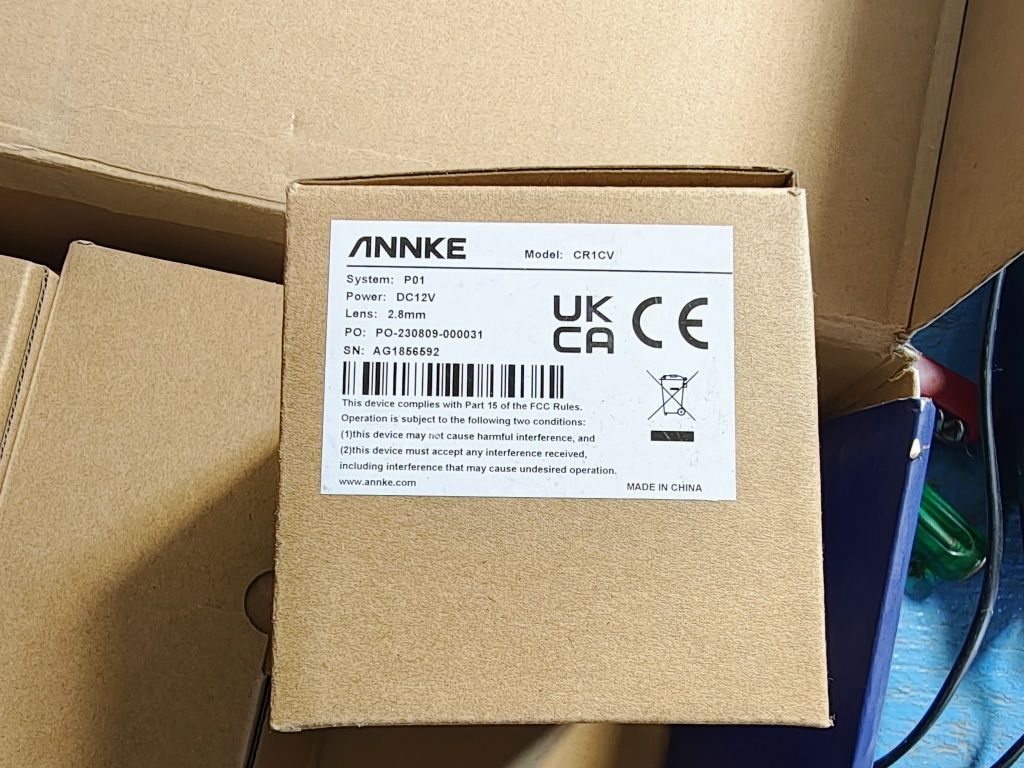 ANNKE Model: CR1CV
System: P01
Power: DC12V
Lens: 2.8mm
PO: PO-230809-000031
SN: AG1856592
UK
CA
CE
This device complies with Part 15 of the FCC Rules.
Operation is subject to the following two conditions:
(1)this device may not cause harmful interference, and
(2)this device must accept any interference received,
including interference that may cause undesired operation.
www.annke.com MADE IN CHINA